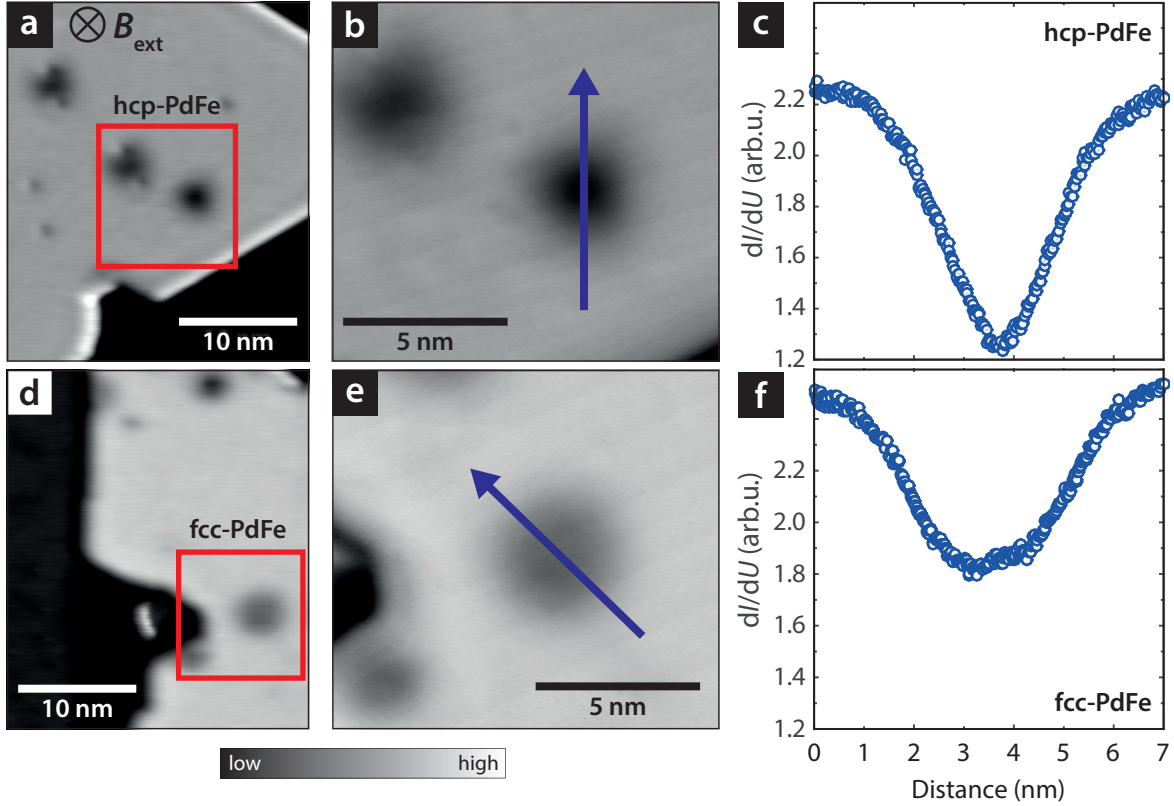 a
⊗ B_ext
hcp-PdFe
10 nm
b
5 nm
c
hcp-PdFe
dI/dU (arb.u.)
2.2
2.0
1.8
1.6
1.4
1.2
d
fcc-PdFe
10 nm
e
5 nm
f
dI/dU (arb.u.)
2.2
2.0
1.8
1.6
1.4
1.2
fcc-PdFe
0 1 2 3 4 5 6 7
Distance (nm)
low high